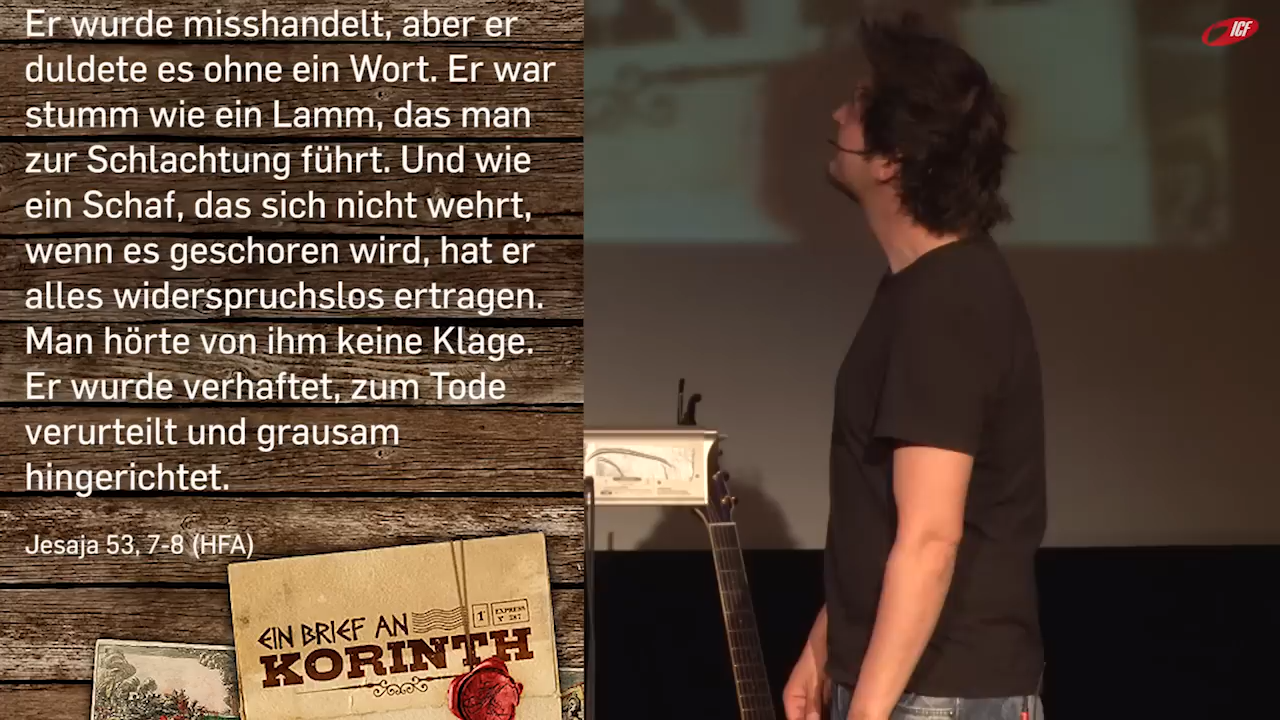 Er wurde misshandelt, aber er
duldete es ohne ein Wort. Er war
stumm wie ein Lamm, das man
zur Schlachtung führt. Und wie
ein Schaf, das sich nicht wehrt,
wenn es geschoren wird, hat er
alles widerspruchslos ertragen.
Man hörte von ihm keine Klage.
Er wurde verhaftet, zum Tode
verurteilt und grausam
hingerichtet.
Jesaja 53, 7-8 (HFA)
EIN BRIEF AN
KORINTH
1
EXPRESS
ICF